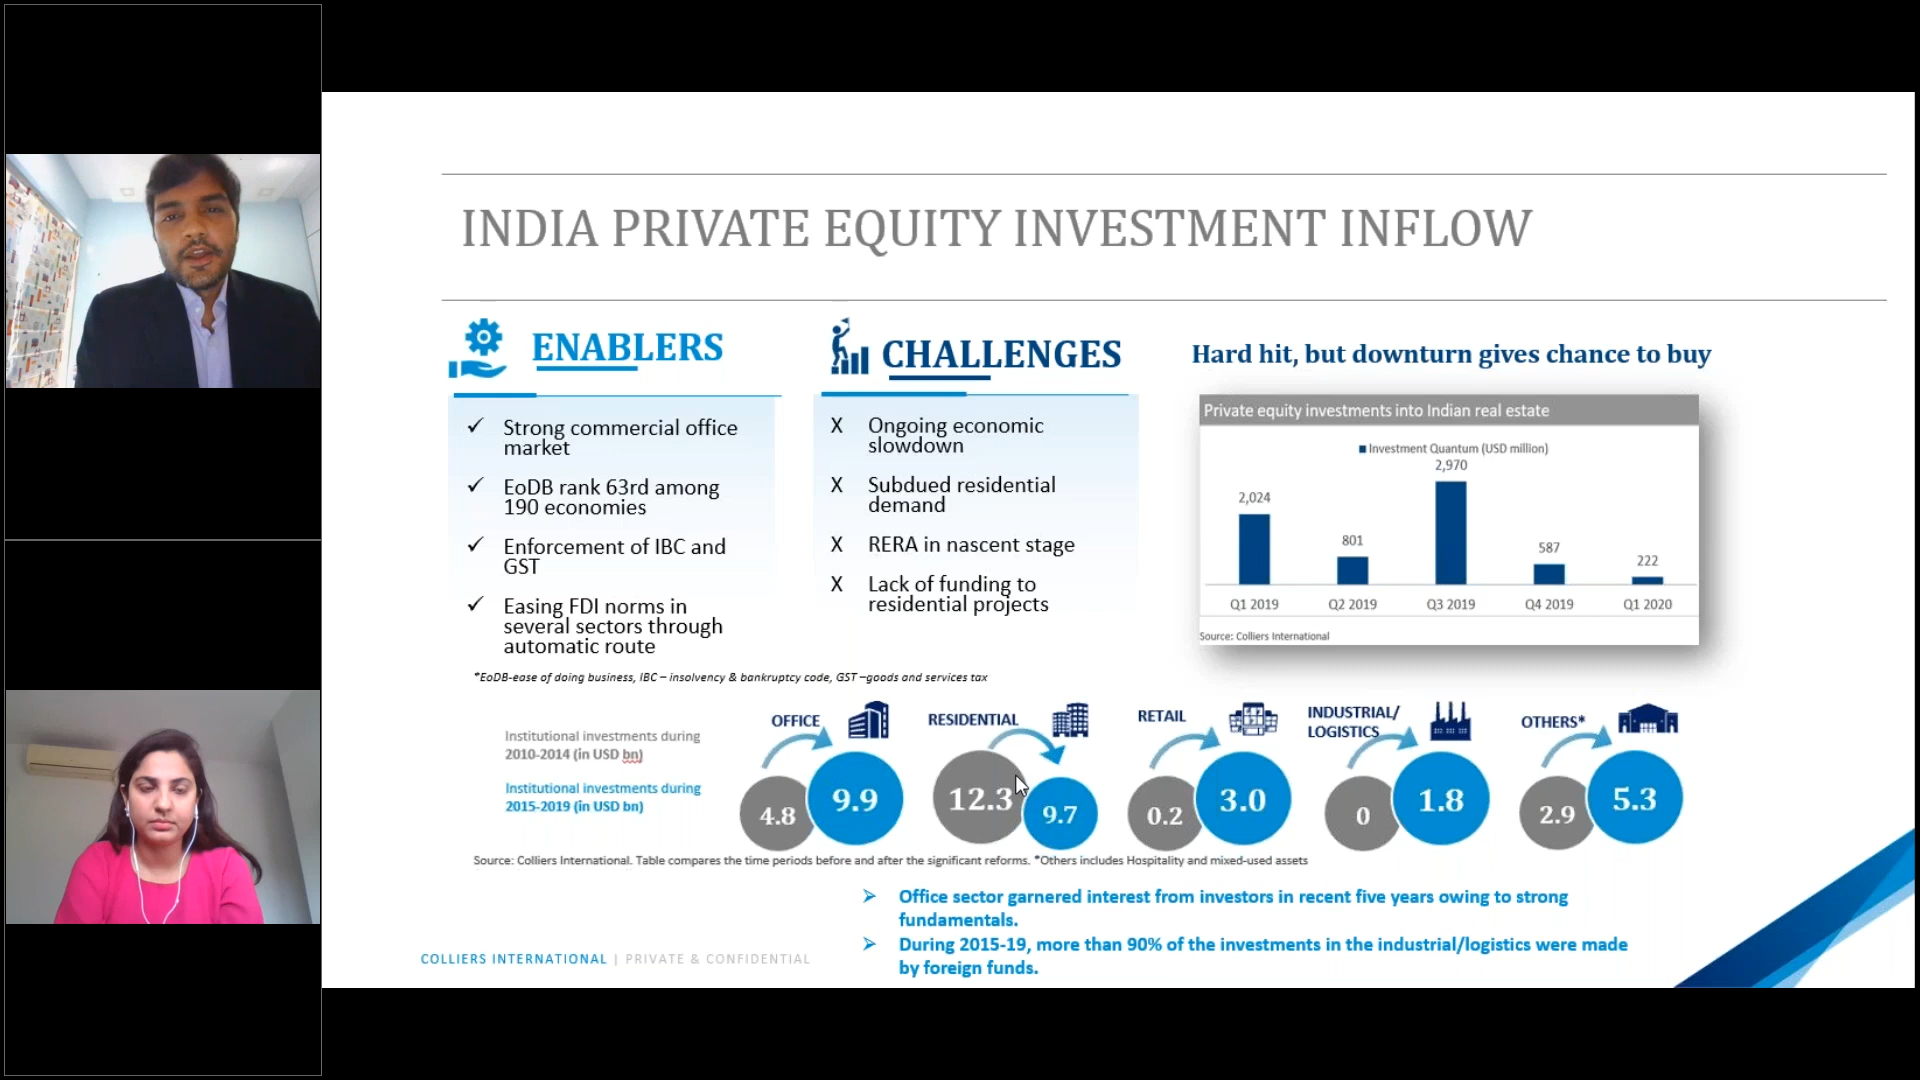 INDIA PRIVATE EQUITY INVESTMENT INFLOW
ENABLERS
✓ Strong commercial office
market
✓ EoDB rank 63rd among
190 economies
✓ Enforcement of IBC and
GST
✓ Easing FDI norms in
several sectors through
automatic route
CHALLENGES
X Ongoing economic
slowdown
X Subdued residential
demand
X RERA in nascent stage
X Lack of funding to
residential projects
*EoDB-ease of doing business, IBC – insolvency & bankruptcy code, GST –goods and services tax
Hard hit, but downturn gives chance to buy
Private equity investments into Indian real estate
Investment Quantum (USD million)
2,024
801
2,970
587
222
Q1 2019
Q2 2019
Q3 2019
Q4 2019
Q1 2020
Source: Colliers International
Institutional investments during
2010-2014 (in USD bn)
Institutional investments during
2015-2019 (in USD bn)
OFFICE
4.8
9.9
RESIDENTIAL
12.3
9.7
RETAIL
0.2
3.0
INDUSTRIAL/
LOGISTICS
0
1.8
OTHERS*
2.9
5.3
Source: Colliers International. Table compares the time periods before and after the significant reforms. *Others includes Hospitality and mixed-used assets
➢ Office sector garnered interest from investors in recent five years owing to strong
fundamentals.
➢ During 2015-19, more than 90% of the investments in the industrial/logistics were made
by foreign funds.
COLLIERS INTERNATIONAL | PRIVATE & CONFIDENTIAL